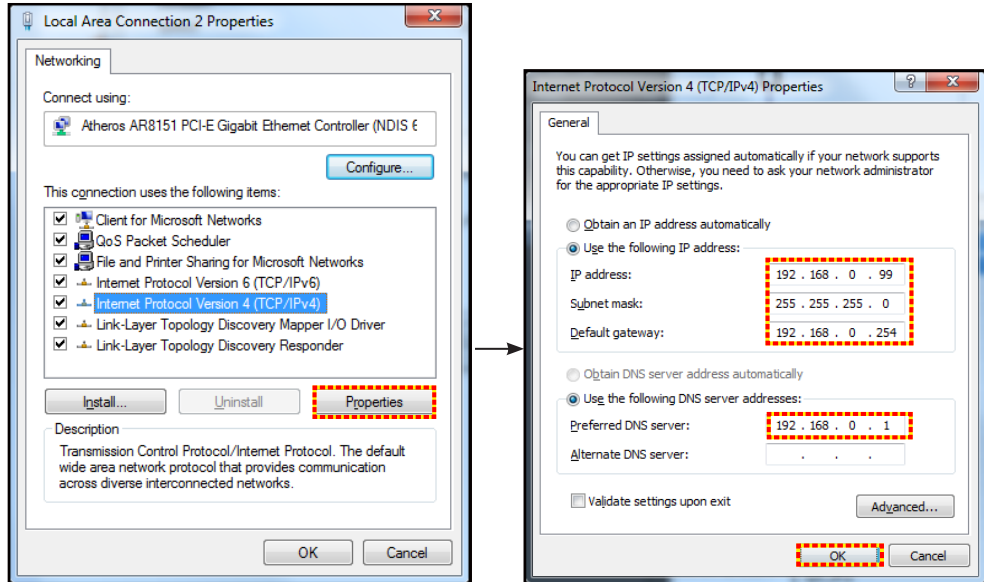 Local Area Connection 2 Properties
Networking
Connect using:
Atheros AR8151 PCI-E Gigabit Ethernet Controller (NDIS 6
Configure...
This connection uses the following items:
Client for Microsoft Networks
QoS Packet Scheduler
File and Printer Sharing for Microsoft Networks
Internet Protocol Version 6 (TCP/IPv6)
Internet Protocol Version 4 (TCP/IPv4)
Link-Layer Topology Discovery Mapper I/O Driver
Link-Layer Topology Discovery Responder
Install... Uninstall Properties
Description
Transmission Control Protocol/Internet Protocol. The default
wide area network protocol that provides communication
across diverse interconnected networks.
OK Cancel
Internet Protocol Version 4 (TCP/IPv4) Properties
General
You can get IP settings assigned automatically if your network supports
this capability. Otherwise, you need to ask your network administrator
for the appropriate IP settings.
Obtain an IP address automatically
Use the following IP address:
IP address: 192 . 168 . 0 . 99
Subnet mask: 255 . 255 . 255 . 0
Default gateway: 192 . 168 . 0 . 254
Obtain DNS server address automatically
Use the following DNS server addresses:
Preferred DNS server: 192 . 168 . 0 . 1
Alternate DNS server: . . .
Validate settings upon exit
Advanced...
OK Cancel